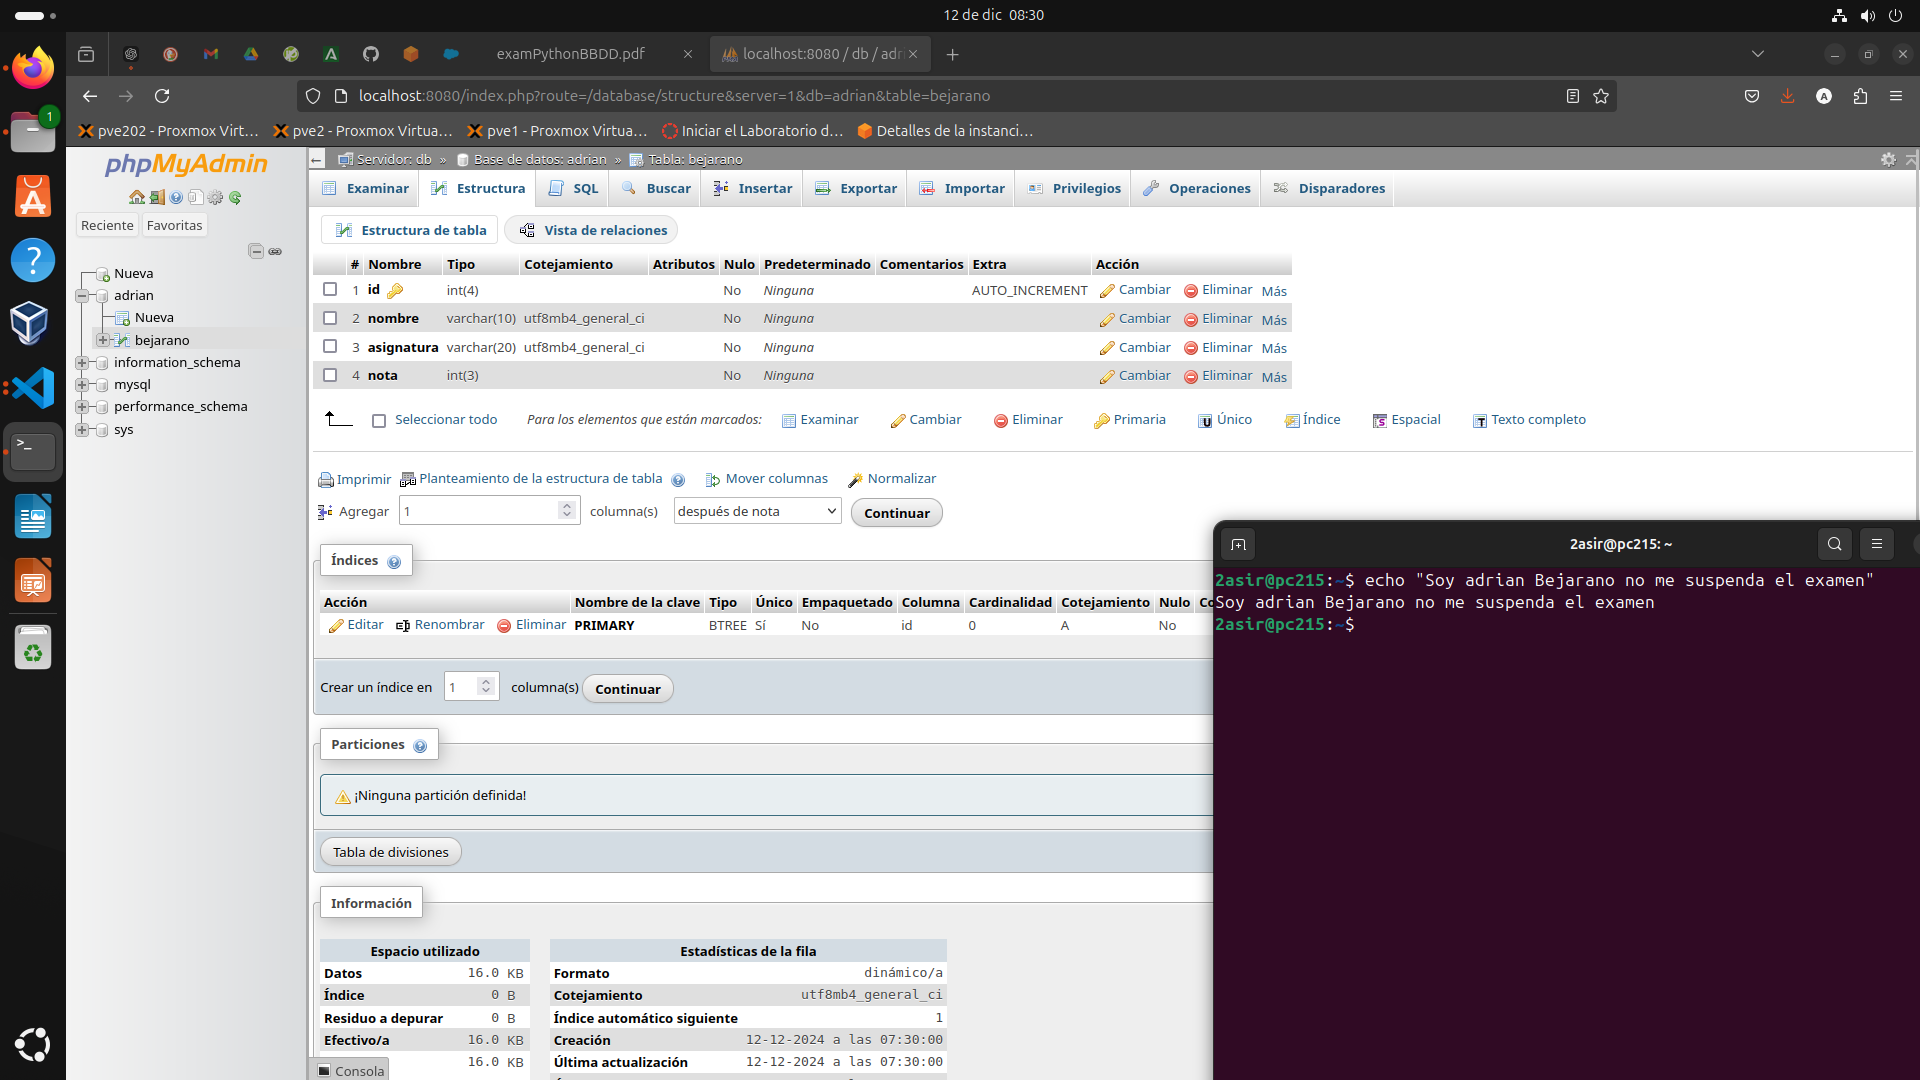 12 de dic 08:30
examPythonBBDD.pdf
localhost:8080 / db / adri
localhost:8080/index.php?route=/database/structure&server=1&db=adrian&table=bejarano
pve202 - Proxmox Virt… pve2 - Proxmox Virtua… pve1 - Proxmox Virtua… Iniciar el Laboratorio d… Detalles de la instanci…
phpMyAdmin
Reciente Favoritas
Nueva
adrian
Nueva
bejarano
information_schema
mysql
performance_schema
sys
Servidor: db » Base de datos: adrian » Tabla: bejarano
Examinar Estructura SQL Buscar Insertar Exportar Importar Privilegios Operaciones Disparadores
Estructura de tabla Vista de relaciones
# Nombre Tipo Cotejamiento Atributos Nulo Predeterminado Comentarios Extra Acción
1 id int(4) No Ninguna AUTO_INCREMENT Cambiar Eliminar Más
2 nombre varchar(10) utf8mb4_general_ci No Ninguna Cambiar Eliminar Más
3 asignatura varchar(20) utf8mb4_general_ci No Ninguna Cambiar Eliminar Más
4 nota int(3) No Ninguna Cambiar Eliminar Más
Seleccionar todo Para los elementos que están marcados: Examinar Cambiar Eliminar Primaria Único Índice Espacial Texto completo
Imprimir Planteamiento de la estructura de tabla Mover columnas Normalizar
Agregar 1 columna(s) después de nota Continuar
Índices
Acción Nombre de la clave Tipo Único Empaquetado Columna Cardinalidad Cotejamiento Nulo Co
Editar Renombrar Eliminar PRIMARY BTREE Sí No id 0 A No
Crear un índice en 1 columna(s) Continuar
Particiones
¡Ninguna partición definida!
Tabla de divisiones
Información
Espacio utilizado
Datos 16.0 KB
Índice 0 B
Residuo a depurar 0 B
Efectivo/a 16.0 KB
16.0 KB
Estadísticas de la fila
Formato dinámico/a
Cotejamiento utf8mb4_general_ci
Índice automático siguiente 1
Creación 12-12-2024 a las 07:30:00
Última actualización 12-12-2024 a las 07:30:00
Consola
2asir@pc215: ~
2asir@pc215:~$ echo "Soy adrian Bejarano no me suspenda el examen"
Soy adrian Bejarano no me suspenda el examen
2asir@pc215:~$
1